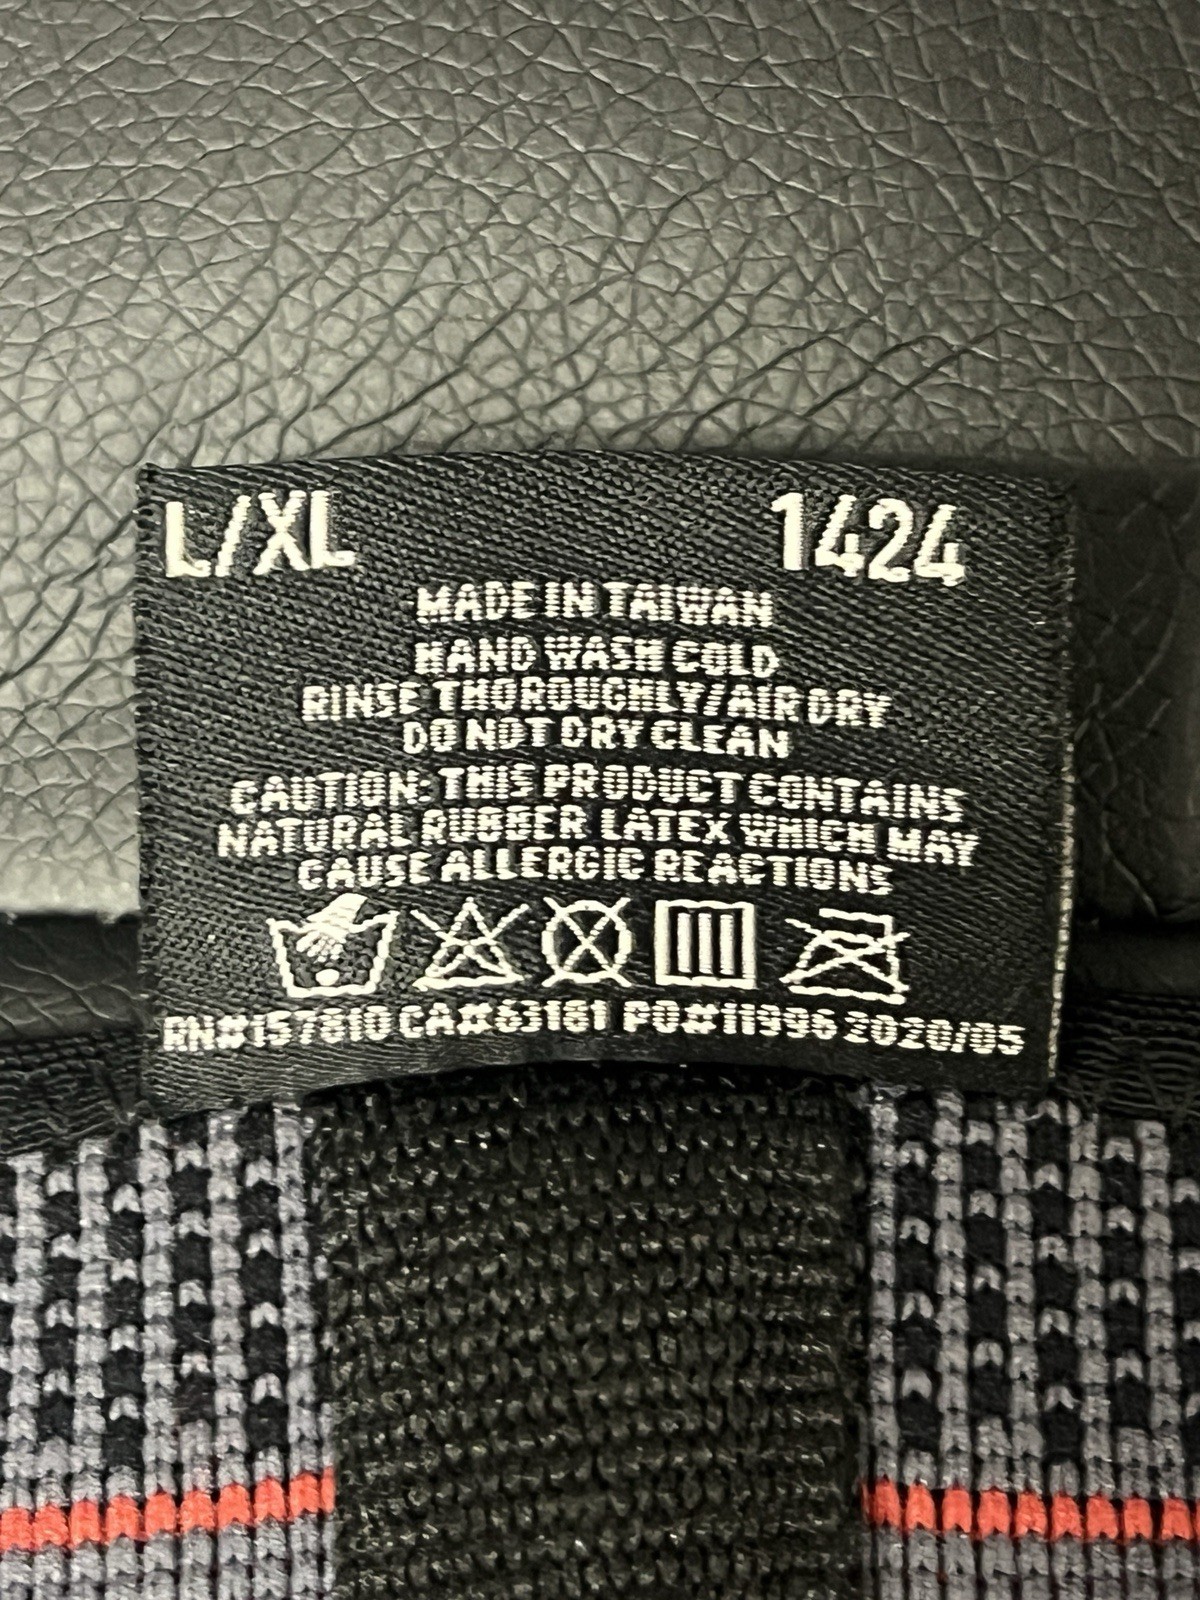 L/XL 1424
MADE IN TAIWAN
HAND WASH COLD
RINSE THOROUGHLY/AIR DRY
DO NOT DRY CLEAN
CAUTION: THIS PRODUCT CONTAINS
NATURAL RUBBER LATEX WHICH MAY
CAUSE ALLERGIC REACTIONS
RN#157810 CA#63181 PO#11996 2020/05